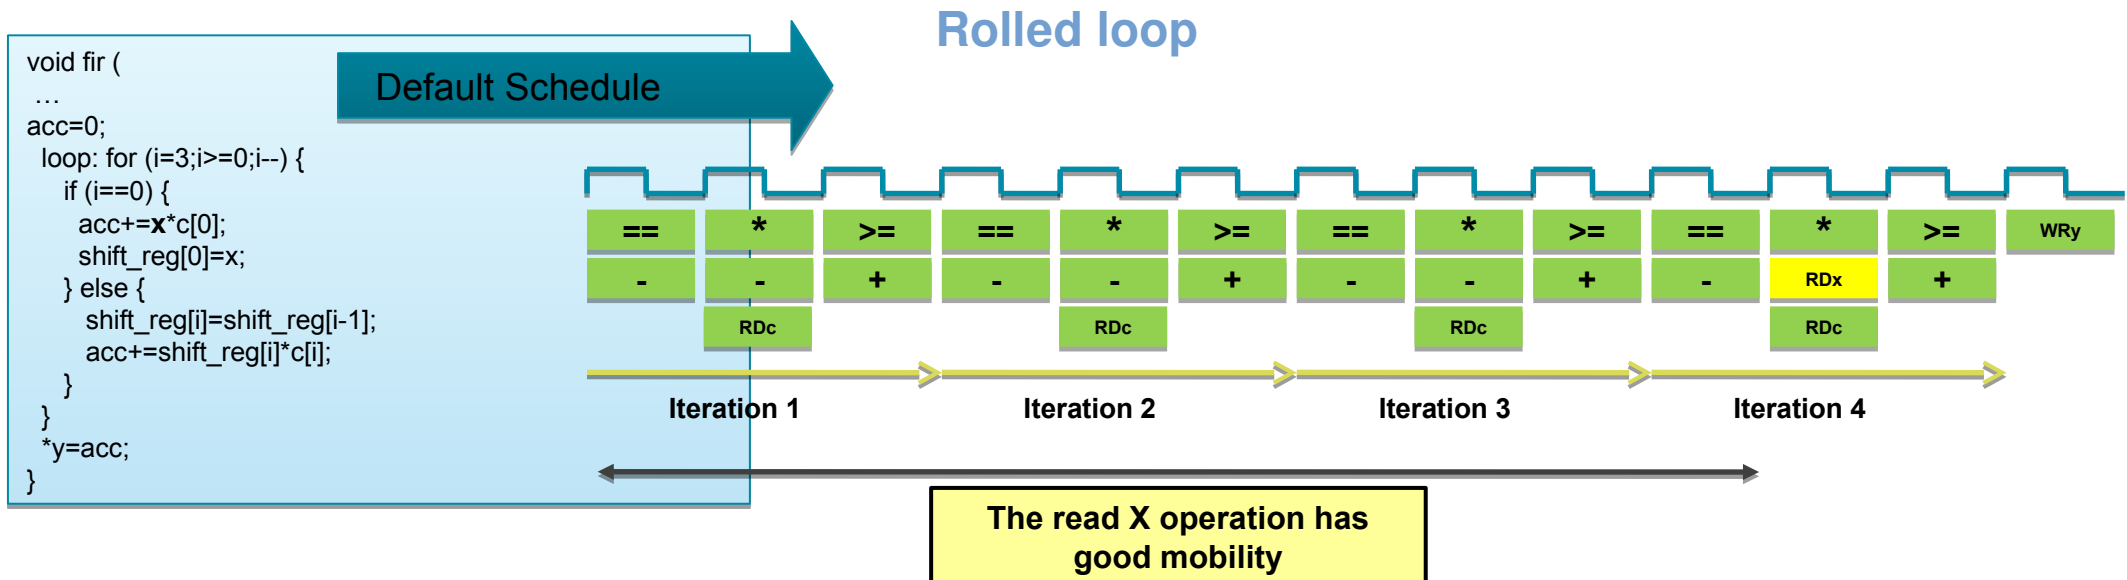 Rolled loop
void fir (
…
acc=0;
loop: for (i=3;i>=0;i--) {
if (i==0) {
acc+=x*c[0];
shift_reg[0]=x;
} else {
shift_reg[i]=shift_reg[i-1];
acc+=shift_reg[i]*c[i];
}
}
*y=acc;
}
Default Schedule
== * >= == * >= == * >= == * >= WRy
- - + - - + - - + - RDx +
RDc RDc RDc RDc
Iteration 1 Iteration 2 Iteration 3 Iteration 4
The read X operation has
good mobility